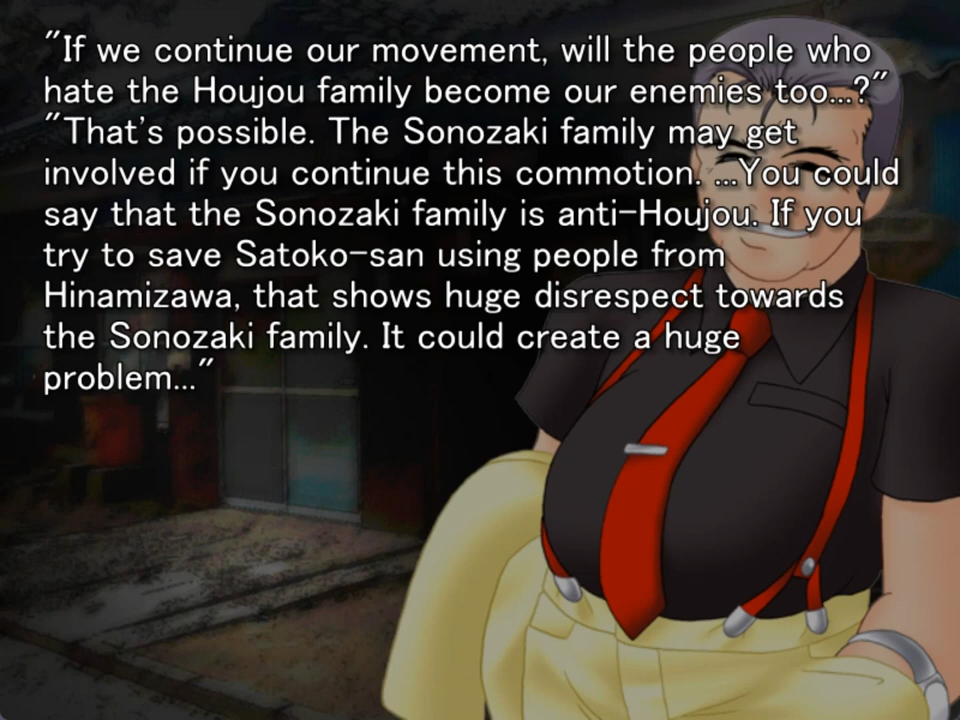 "If we continue our movement, will the people who
hate the Houjou family become our enemies too...?"
"That's possible. The Sonozaki family may get
involved if you continue this commotion. ...You could
say that the Sonozaki family is anti-Houjou. If you
try to save Satoko-san using people from
Hinamizawa, that shows huge disrespect towards
the Sonozaki family. It could create a huge
problem..."